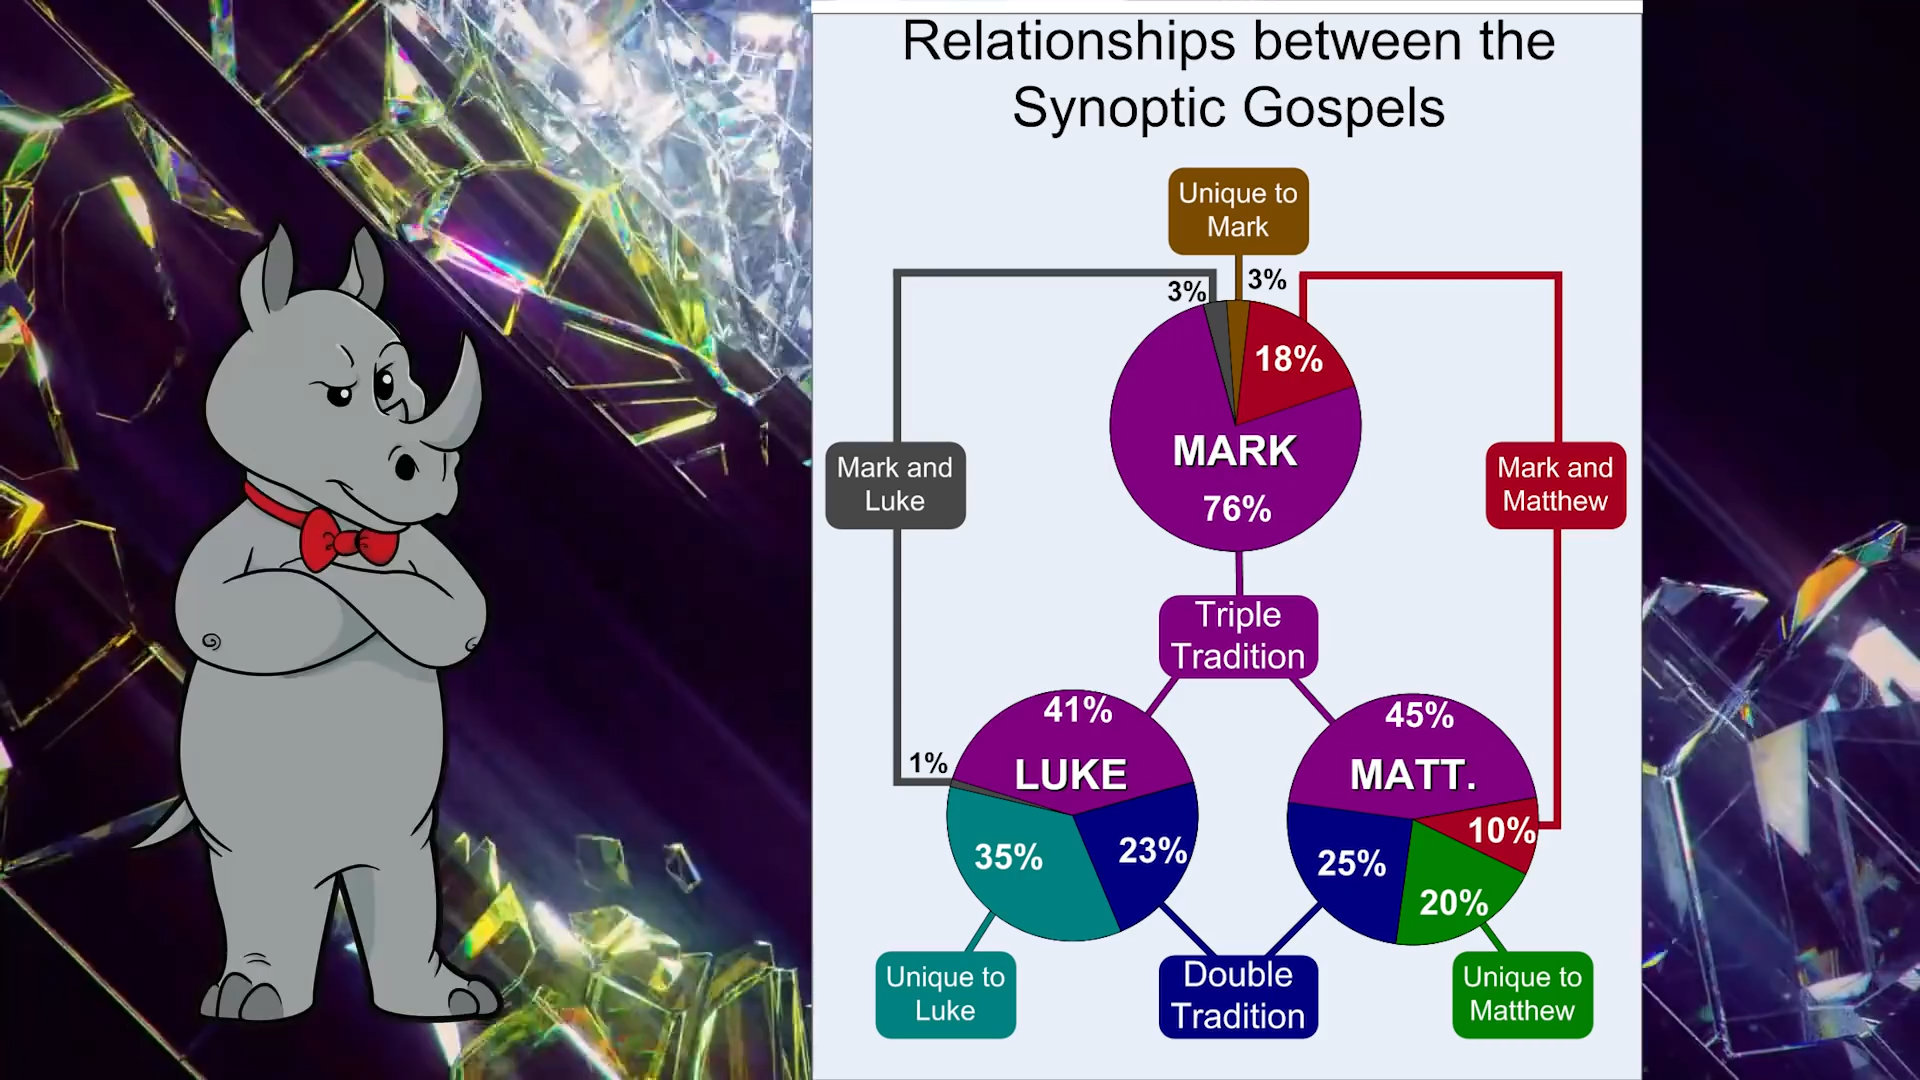 Relationships between the
Synoptic Gospels
Unique to
Mark
3%
3%
18%
MARK
76%
Mark and
Luke
Mark and
Matthew
Triple
Tradition
41%
LUKE
1%
35%
23%
45%
MATT.
10%
25%
20%
Unique to
Luke
Double
Tradition
Unique to
Matthew